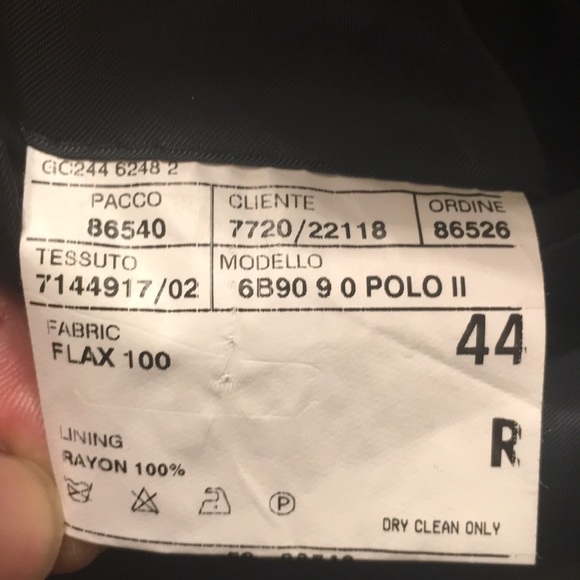 GC244 6248 2
PACCO CLIENTE ORDINE
86540 7720/22118 86526
TESSUTO MODELLO
7144917/02 6B90 9 0 POLO II
FABRIC
FLAX 100
44
R
LINING
RAYON 100%
P
DRY CLEAN ONLY